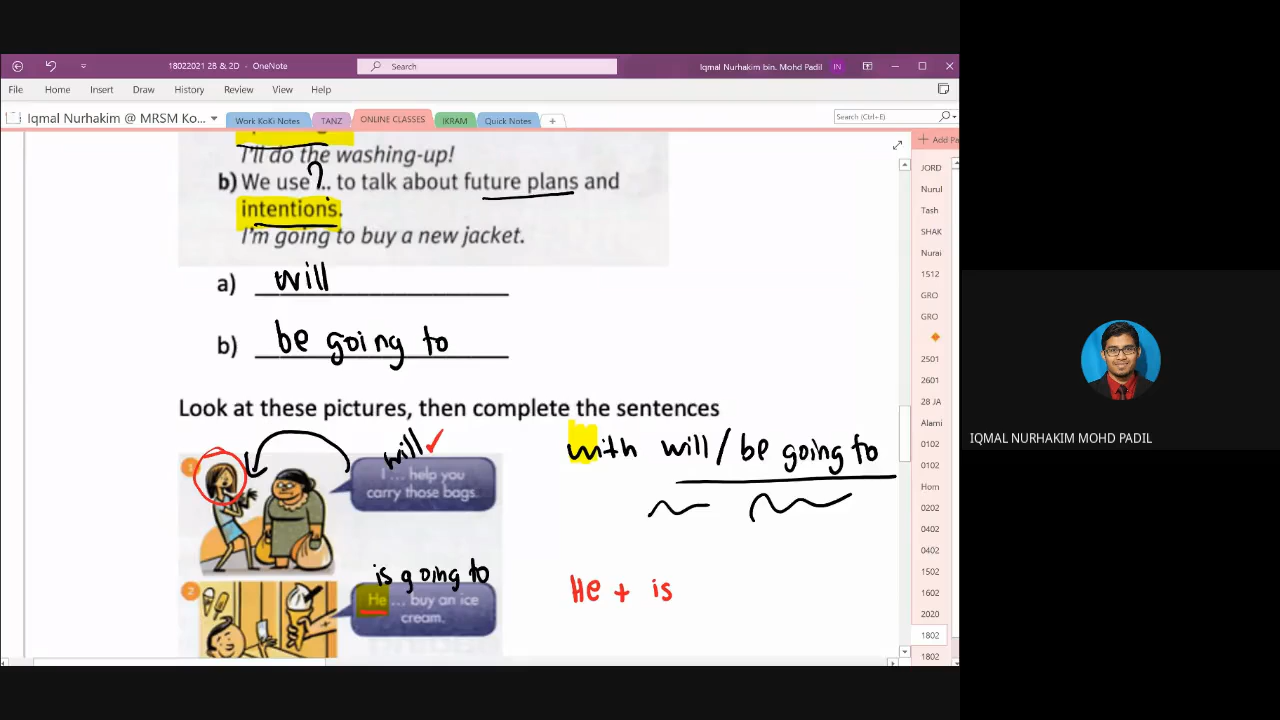 18022021 2B & 2D - OneNote
Search
Iqmal Nurhakim bin. Mohd Padil
IN
File Home Insert Draw History Review View Help
Iqmal Nurhakim @ MRSM Ko...
Work KoKi Notes
TANZ
ONLINE CLASSES
IKRAM
Quick Notes
Search (Ctrl+E)
I'll do the washing-up!
b) We use ?.. to talk about future plans and
intentions.
I'm going to buy a new jacket.
a) will
b) be going to
Look at these pictures, then complete the sentences
with will / be going to
will
1
I ... help you
carry those bags.
is going to
2
He ... buy an ice
cream.
He + is
Add Pa
JORD
Nurul
Tash
SHAK
Nurai
1512
GRO
GRO
2501
2601
28 JA
Alami
0102
0102
Hom
0202
0402
0402
1502
1602
2020
1802
1802
IQMAL NURHAKIM MOHD PADIL